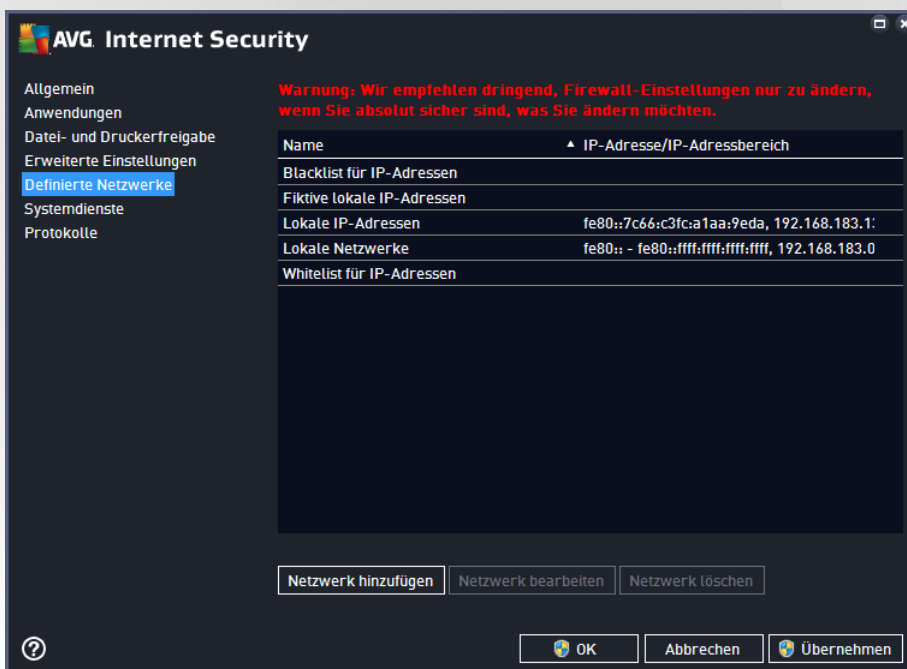 AVG Internet Security
Allgemein
Anwendungen
Datei- und Druckerfreigabe
Erweiterte Einstellungen
Definierte Netzwerke
Systemdienste
Protokolle
Warnung: Wir empfehlen dringend, Firewall-Einstellungen nur zu ändern,
wenn Sie absolut sicher sind, was Sie ändern möchten.
Name IP-Adresse/IP-Adressbereich
Blacklist für IP-Adressen
Fiktive lokale IP-Adressen
Lokale IP-Adressen fe80::7c66:c3fc:a1aa:9eda,
Lokale Netzwerke fe80:: - fe80::ffff:ffff:ffff:ffff, 192.168.183.0
Whitelist für IP-Adressen
Netzwerk hinzufügen Netzwerk bearbeiten Netzwerk löschen
OK Abbrechen Übernehmen